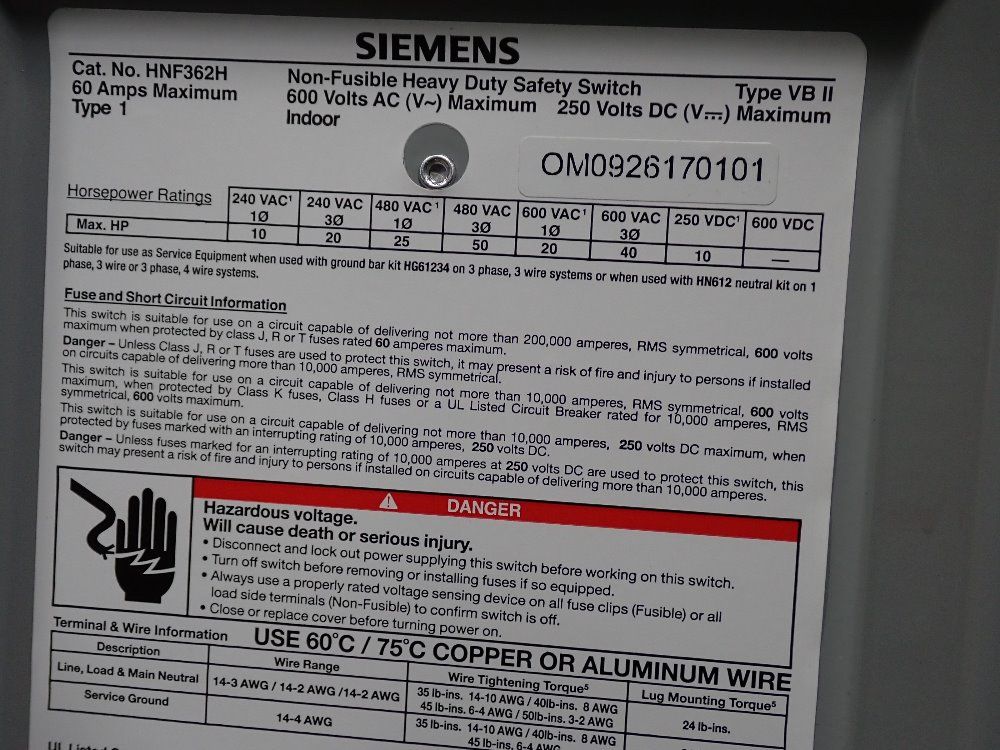 SIEMENS
Cat. No. HNF362H
60 Amps Maximum
Type 1
Non-Fusible Heavy Duty Safety Switch
600 Volts AC (V~) Maximum 250 Volts DC (V⎓) Maximum
Indoor
Type VB II
OM0926170101
Horsepower Ratings 240 VAC¹ 1Ø 240 VAC 3Ø 480 VAC¹ 1Ø 480 VAC 3Ø 600 VAC¹ 1Ø 600 VAC 3Ø 250 VDC¹ 600 VDC
Max. HP 10 20 25 50 20 40 10 —
Suitable for use as Service Equipment when used with ground bar kit HG61234 on 3 phase, 3 wire systems or when used with HN612 neutral kit on 1
phase, 3 wire or 3 phase, 4 wire systems.
Fuse and Short Circuit Information
This switch is suitable for use on a circuit capable of delivering not more than 200,000 amperes, RMS symmetrical, 600 volts
maximum when protected by class J, R or T fuses rated 60 amperes maximum.
Danger – Unless Class J, R or T fuses are used to protect this switch, it may present a risk of fire and injury to persons if installed
on circuits capable of delivering more than 10,000 amperes, RMS symmetrical.
This switch is suitable for use on a circuit capable of delivering not more than 10,000 amperes, RMS symmetrical, 600 volts
maximum, when protected by Class K fuses, Class H fuses or a UL Listed Circuit Breaker rated for 10,000 amperes, RMS
symmetrical, 600 volts maximum.
This switch is suitable for use on a circuit capable of delivering not more than 10,000 amperes, 250 volts DC maximum, when
protected by fuses marked with an interrupting rating of 10,000 amperes, 250 volts DC.
Danger – Unless fuses marked for an interrupting rating of 10,000 amperes at 250 volts DC are used to protect this switch, this
switch may present a risk of fire and injury to persons if installed on circuits capable of delivering more than 10,000 amperes.
DANGER
Hazardous voltage.
Will cause death or serious injury.
• Disconnect and lock out power supplying this switch before working on this switch.
• Turn off switch before removing or installing fuses if so equipped.
• Always use a properly rated voltage sensing device on all fuse clips (Fusible) or all
load side terminals (Non-Fusible) to confirm switch is off.
• Close or replace cover before turning power on.
Terminal & Wire Information USE 60°C / 75°C COPPER OR ALUMINUM WIRE
Description Wire Range Wire Tightening Torque⁵ Lug Mounting Torque⁵
Line, Load & Main Neutral 14-3 AWG / 14-2 AWG /14-2 AWG 35 lb-ins. 14-10 AWG / 40lb-ins. 8 AWG
45 lb-ins. 6-4 AWG / 50lb-ins. 3-2 AWG 24 lb-ins.
Service Ground 14-4 AWG 35 lb-ins. 14-10 AWG / 40lb-ins. 8 AWG
45 lb-ins. 6-4 AWG